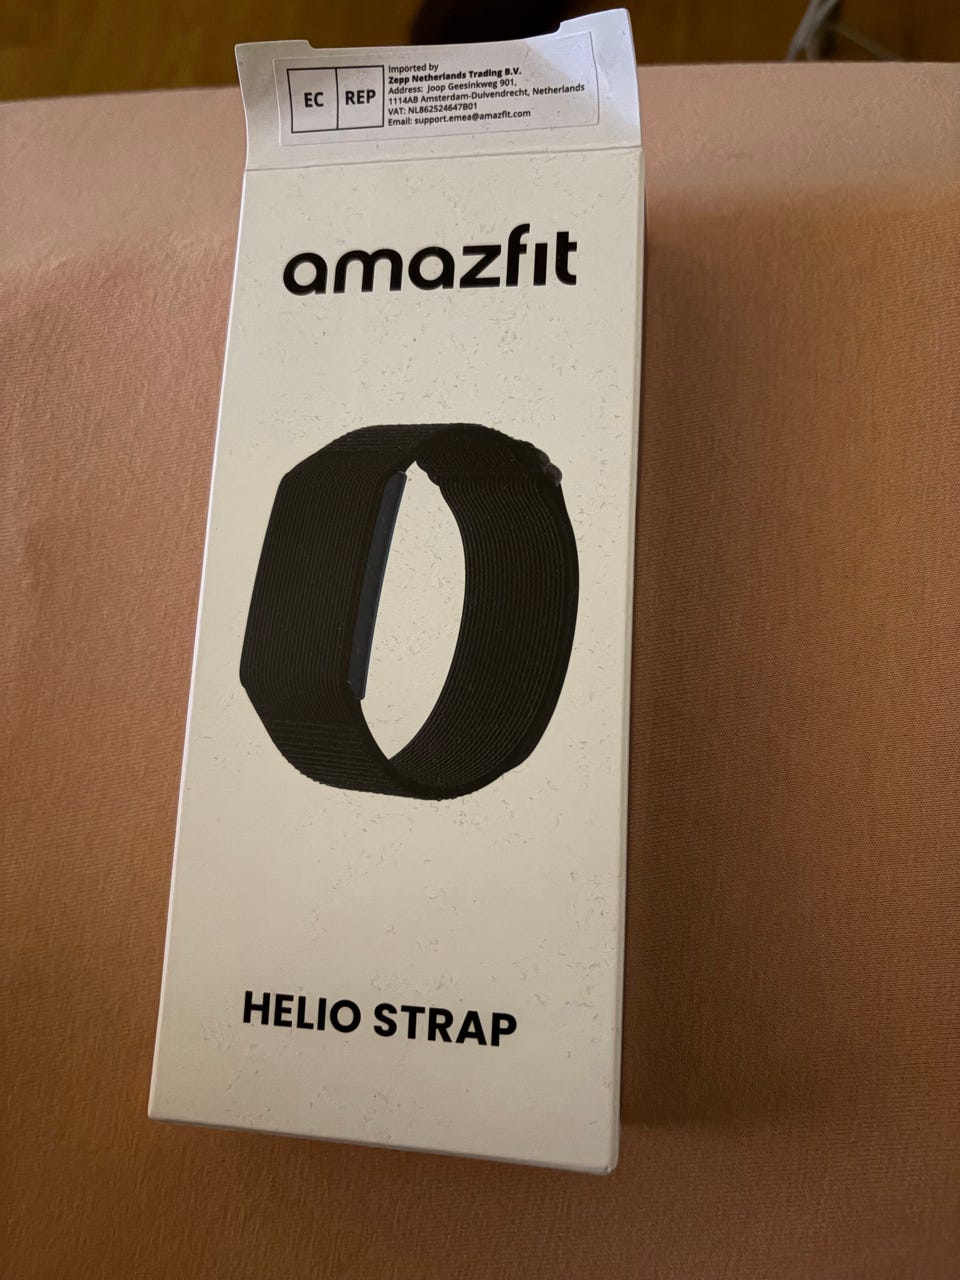 EC REP
Imported by
Zepp Netherlands Trading B.V.
Address: Joop Geesinkweg 901,
1114AB Amsterdam-Duivendrecht, Netherlands
VAT: NL862524647B01
Email: support.emea@amazfit.com
amazfit
HELIO STRAP